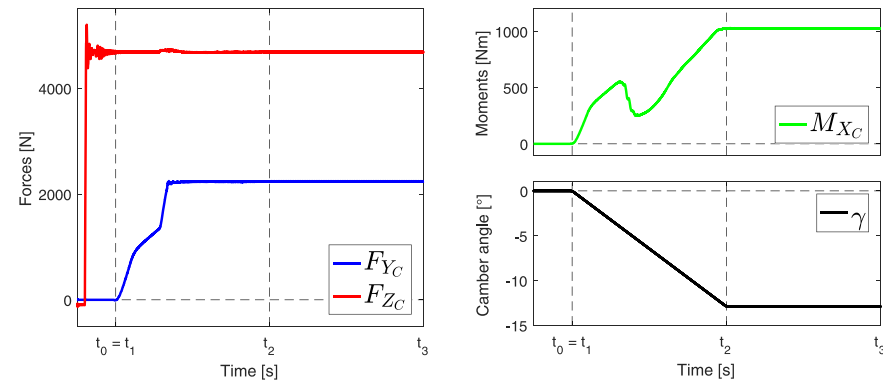 Forces [N]
4000
2000
0
F_{Y_C}
F_{Z_C}
t_0 = t_1
t_2
t_3
Time [s]
Moments [Nm]
1000
500
0
M_{X_C}
Camber angle [°]
0
-5
-10
-15
γ
t_0 = t_1
t_2
t_3
Time [s]